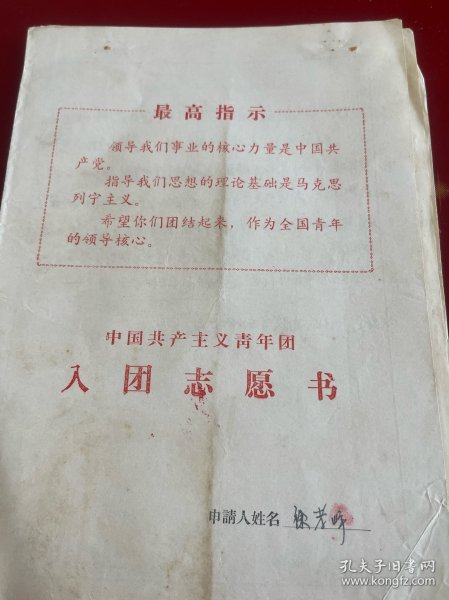 最高指示
领导我们事业的核心力量是中国共
产党。
指导我们思想的理论基础是马克思
列宁主义。
希望你们团结起来，作为全国青年
的领导核心。
中国共产主义青年团
入团志愿书
申請人姓名
孔夫子旧书网
www.kongfz.com